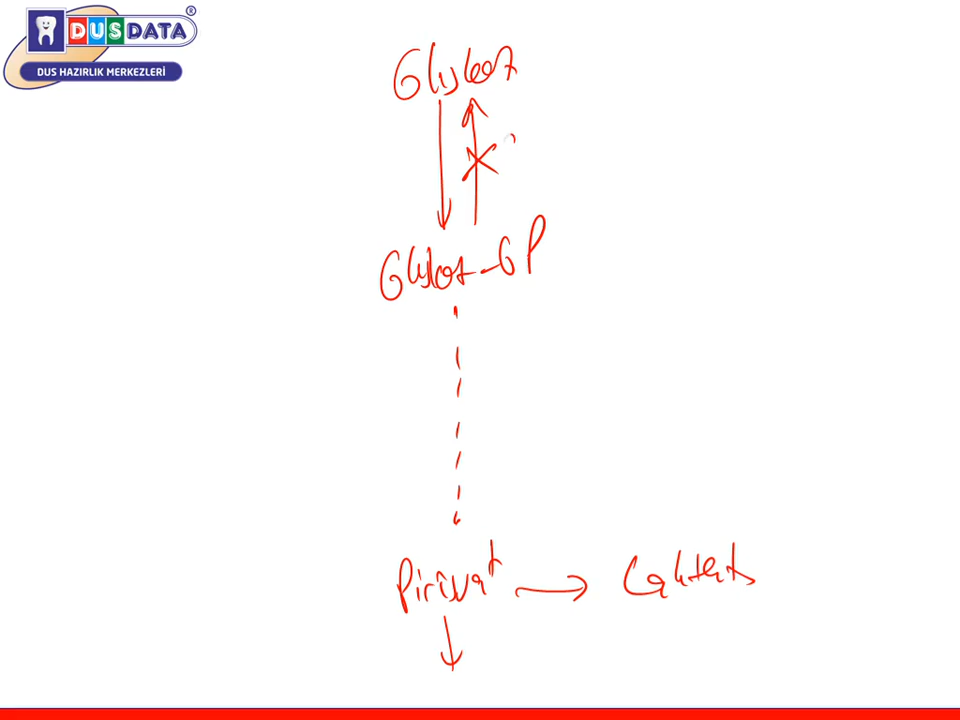 DUSDATA®
DUS HAZIRLIK MERKEZLERİ
Glukoz
Glukoz-6P
Pirüvat → Laktat